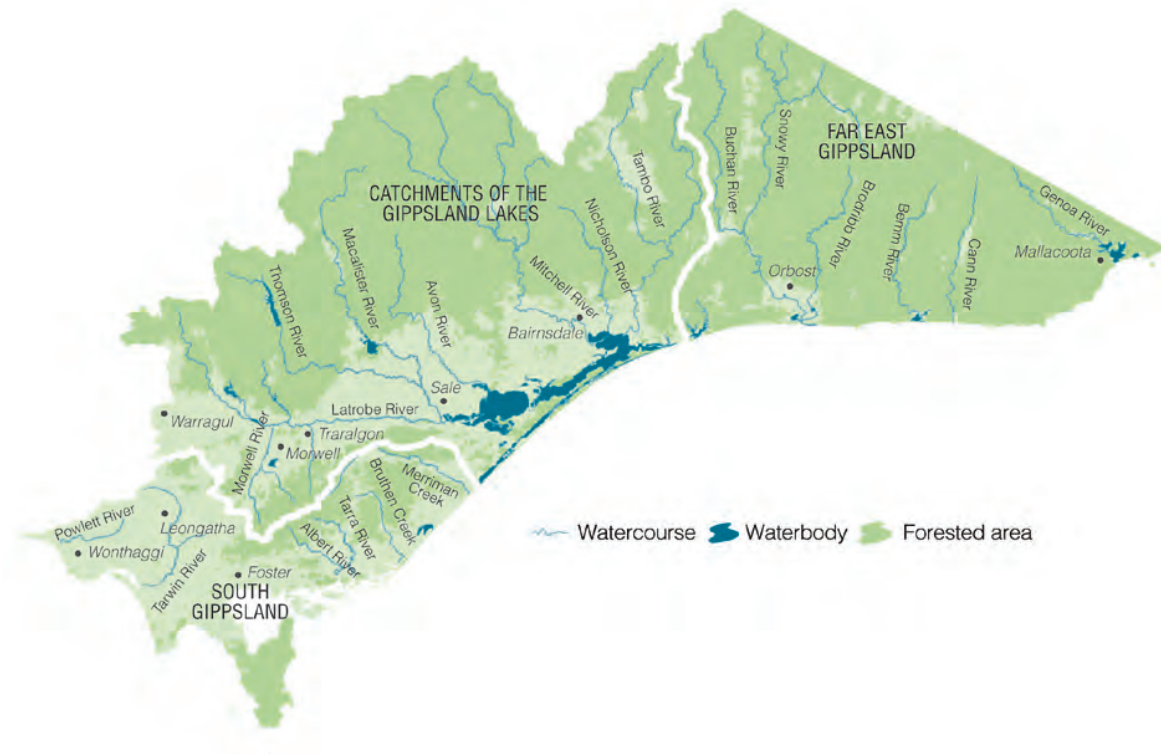 FAR EAST
GIPPSLAND
CATCHMENTS OF THE
GIPPSLAND LAKES
SOUTH
GIPPSLAND
Tambo River
Buchan River
Snowy River
Brodribb River
Bemm River
Cann River
Genoa River
Mallacoota
Orbost
Nicholson River
Mitchell River
Bairnsdale
Macalister River
Avon River
Thomson River
Sale
Latrobe River
Warragul
Traralgon
Morwell
Morwell River
Merriman
Creek
Bruthen Creek
Tarra River
Albert River
Powlett River
Leongatha
Wonthaggi
Tarwin River
Foster
Watercourse
Waterbody
Forested area